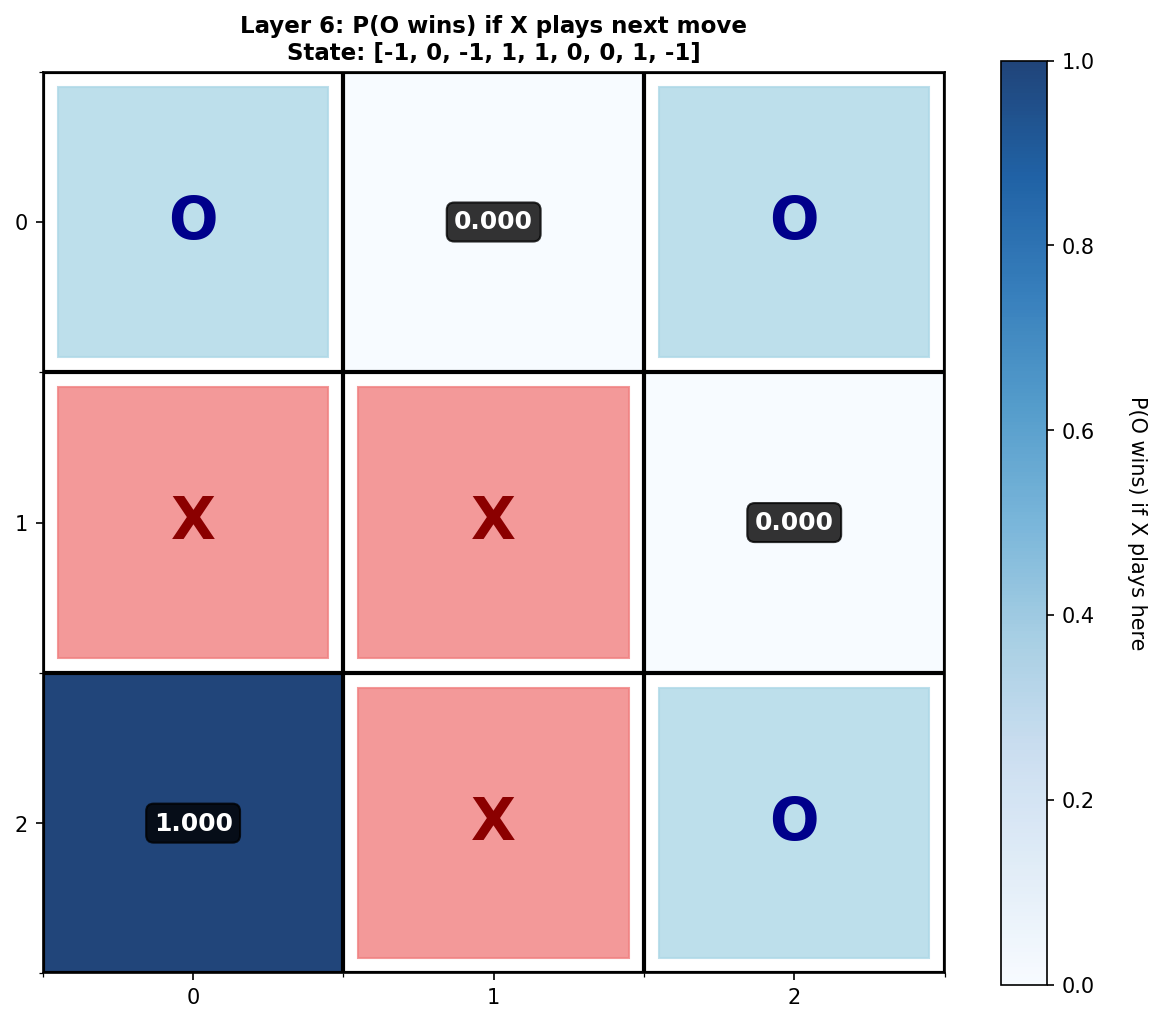 Layer 6: P(O wins) if X plays next move
State: [-1, 0, -1, 1, 1, 0, 0, 1, -1]
0
O
0.000
O
1
X
X
0.000
2
1.000
X
O
0
1
2
1.0
0.8
0.6
0.4
0.2
0.0
P(O wins) if X plays here